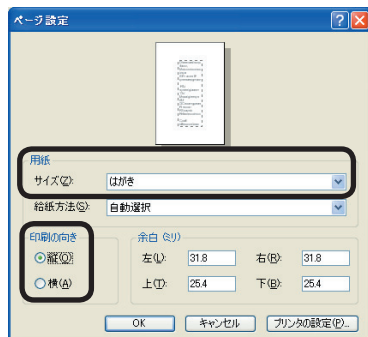 ページ設定
用紙
サイズ(Z): はがき
給紙方法(S): 自動選択
印刷の向き
縦(O)
横(A)
余白 (ミリ)
左(L): 31.8 右(R): 31.8
上(T): 25.4 下(B): 25.4
OK キャンセル プリンタの設定(P)...